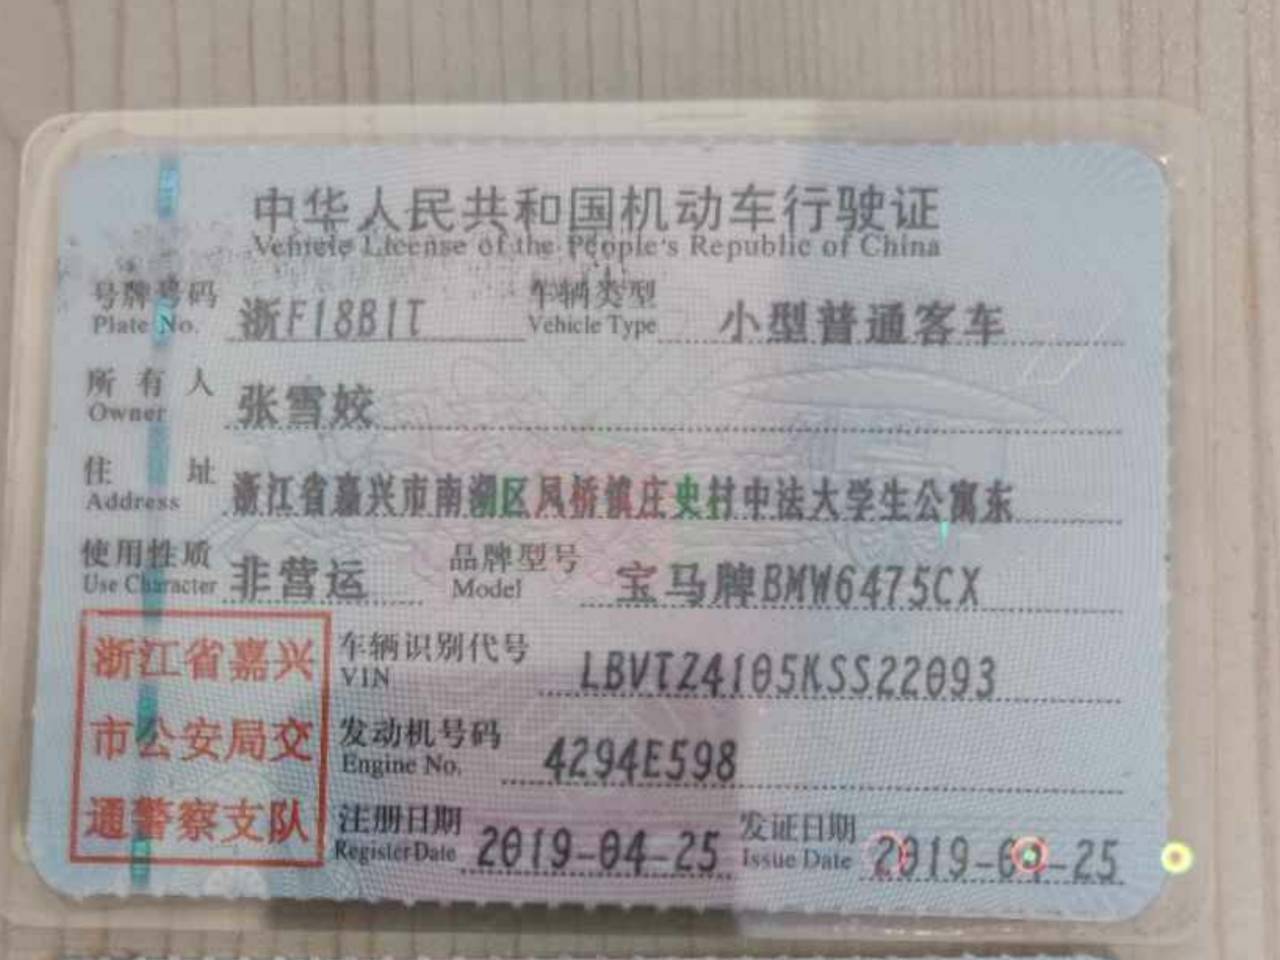 中华人民共和国机动车行驶证
Vehicle License of the People's Republic of China
号牌号码 浙F18B1T 车辆类型 小型普通客车
Plate No. Vehicle Type
所有人 张雪姣
Owner
住址 浙江省嘉兴市南湖区凤桥镇庄史村中法大学生公寓东
Address
使用性质 非营运 品牌型号 宝马牌BMW6475CX
Use Character Model
浙江省嘉兴
市公安局交
通警察支队
车辆识别代号 LBVTZ4105KSS22093
VIN
发动机号码 4294E598
Engine No.
注册日期 2019-04-25 发证日期 2019-04-25
Register Date Issue Date